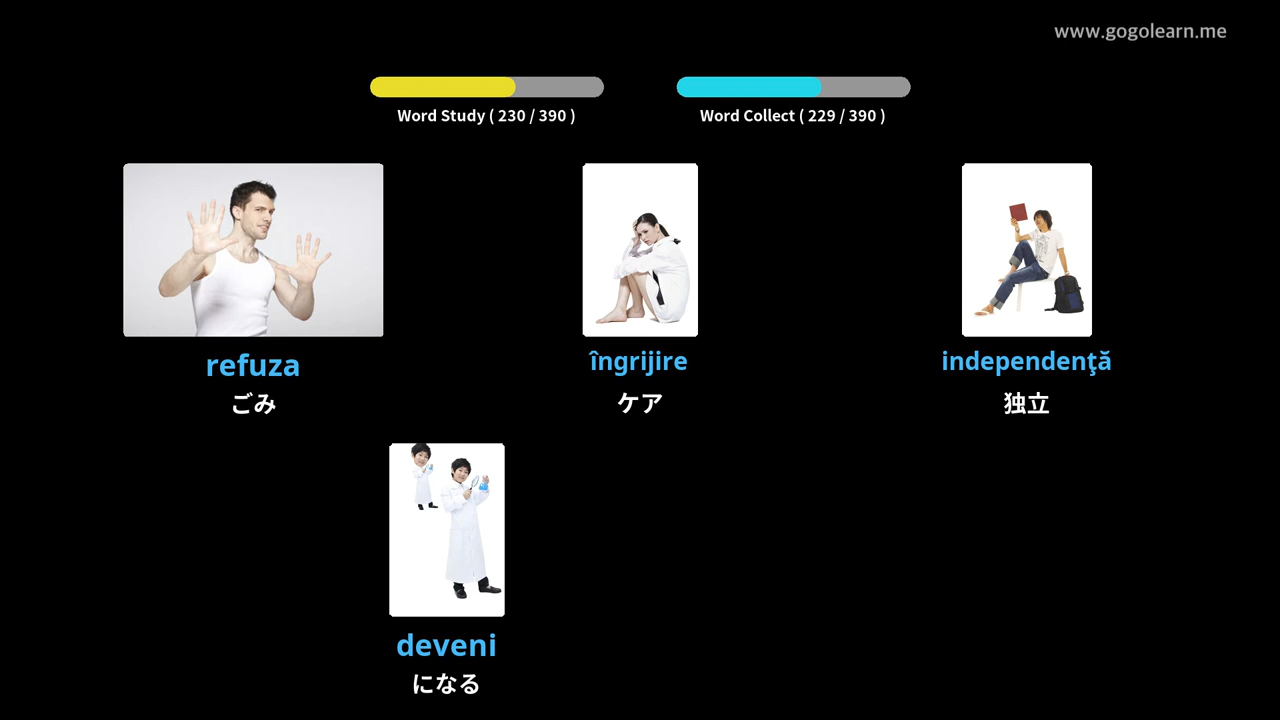 www.gogolearn.me
Word Study ( 230 / 390 )
Word Collect ( 229 / 390 )
refuza
ごみ
îngrijire
ケア
independenţă
独立
deveni
になる